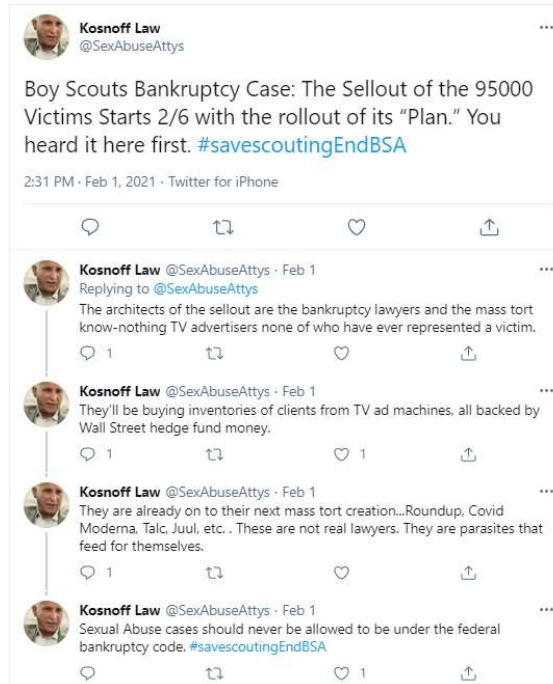 Kosnoff Law
@SexAbuseAttys
Boy Scouts Bankruptcy Case: The Sellout of the 95000
Victims Starts 2/6 with the rollout of its “Plan.” You
heard it here first. #savescoutingEndBSA
2:31 PM · Feb 1, 2021 · Twitter for iPhone
Kosnoff Law @SexAbuseAttys · Feb 1
Replying to @SexAbuseAttys
The architects of the sellout are the bankruptcy lawyers and the mass tort
know-nothing TV advertisers none of who have ever represented a victim.
1
Kosnoff Law @SexAbuseAttys · Feb 1
They’ll be buying inventories of clients from TV ad machines, all backed by
Wall Street hedge fund money.
1 1
Kosnoff Law @SexAbuseAttys · Feb 1
They are already on to their next mass tort creation...Roundup, Covid
Moderna, Talc, Juul, etc. . These are not real lawyers. They are parasites that
feed for themselves.
1
Kosnoff Law @SexAbuseAttys · Feb 1
Sexual Abuse cases should never be allowed to be under the federal
bankruptcy code. #savescoutingEndBSA
1